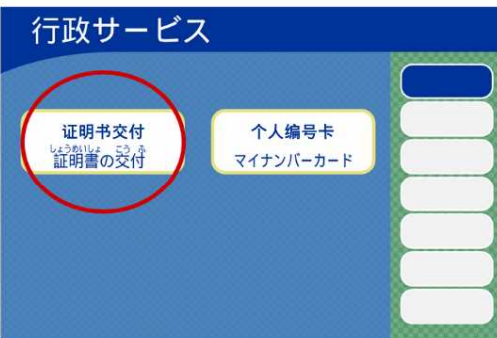 行政サービス
证明书交付
しょうめいしょ こう ふ
証明書の交付
个人编号卡
マイナンバーカード